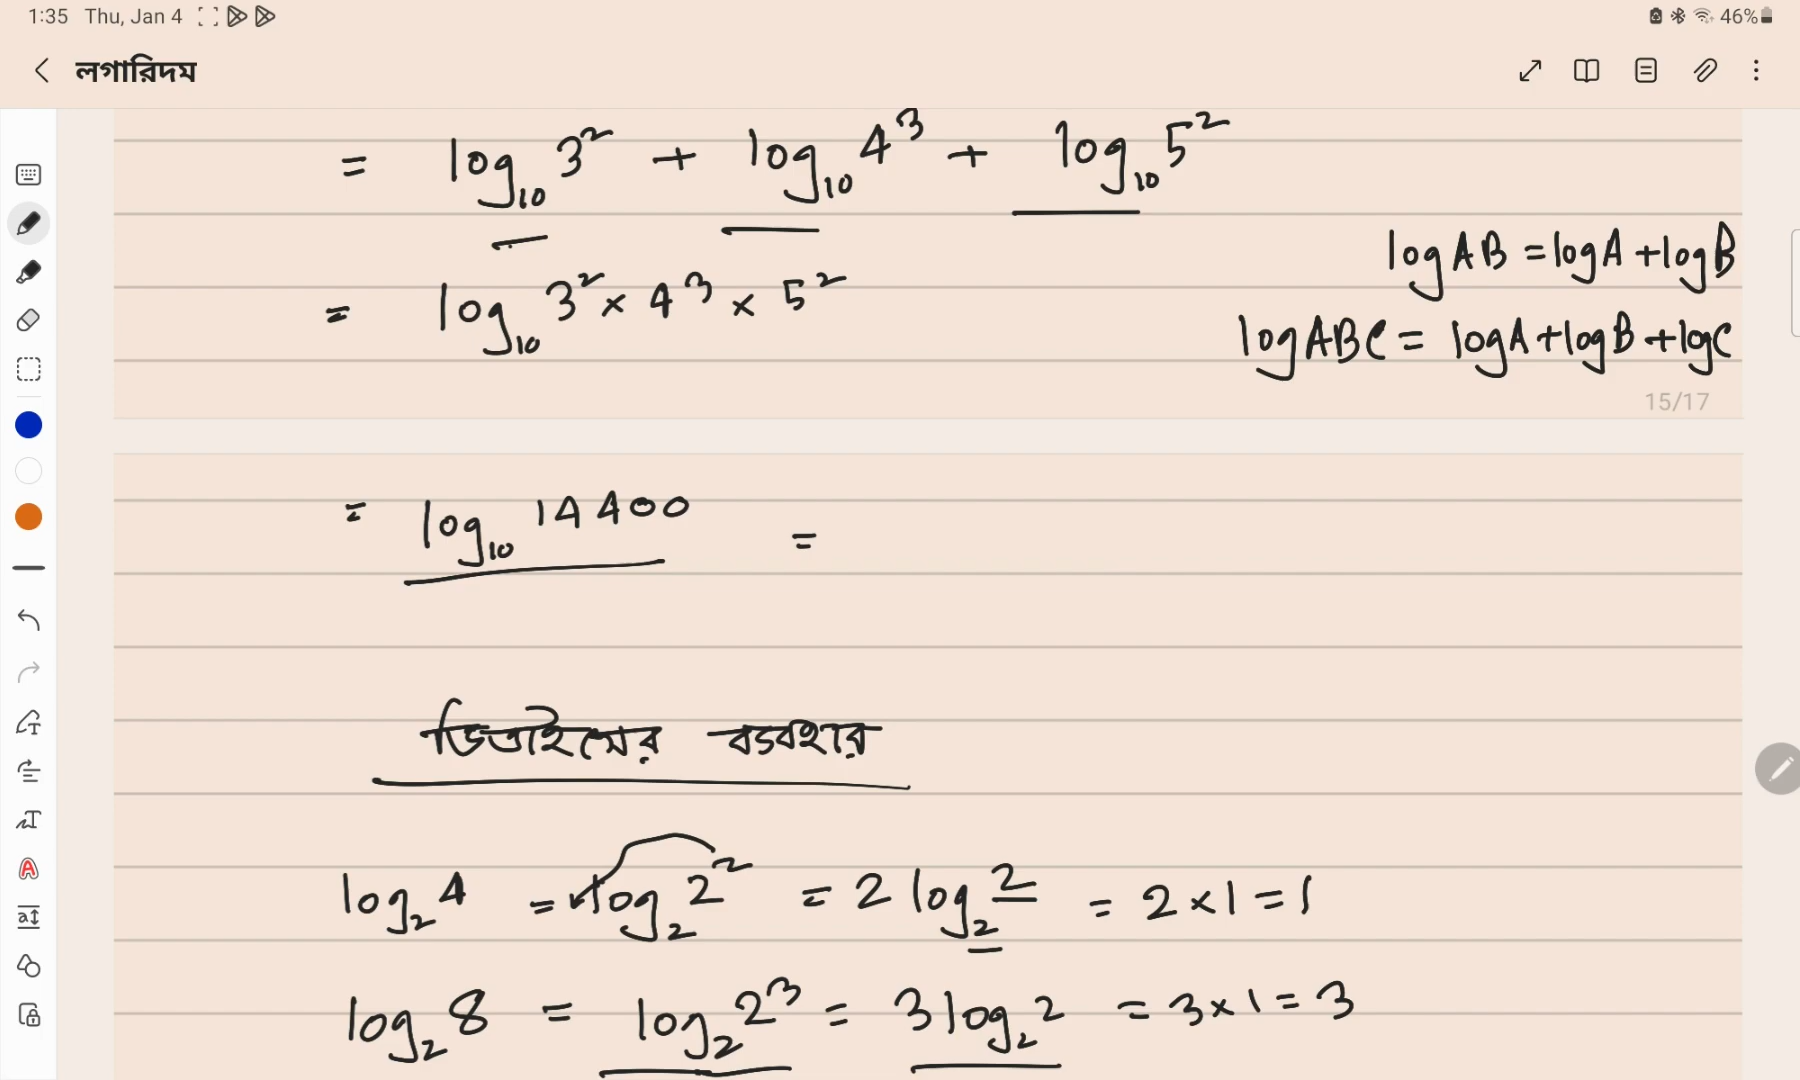 1:35 Thu, Jan 4 46%
লগারিদম
= log₁₀ 3² + log₁₀ 4³ + log₁₀ 5²
log AB = log A + log B
= log₁₀ 3² × 4³ × 5²
log ABC = log A + log B + log C
15/17
= log₁₀ 14400 =
ডিভাইসের ব্যবহার
log₂ 4 = log₂ 2² = 2 log₂ 2 = 2 × 1 = 1
log₂ 8 = log₂ 2³ = 3 log₂ 2 = 3 × 1 = 3